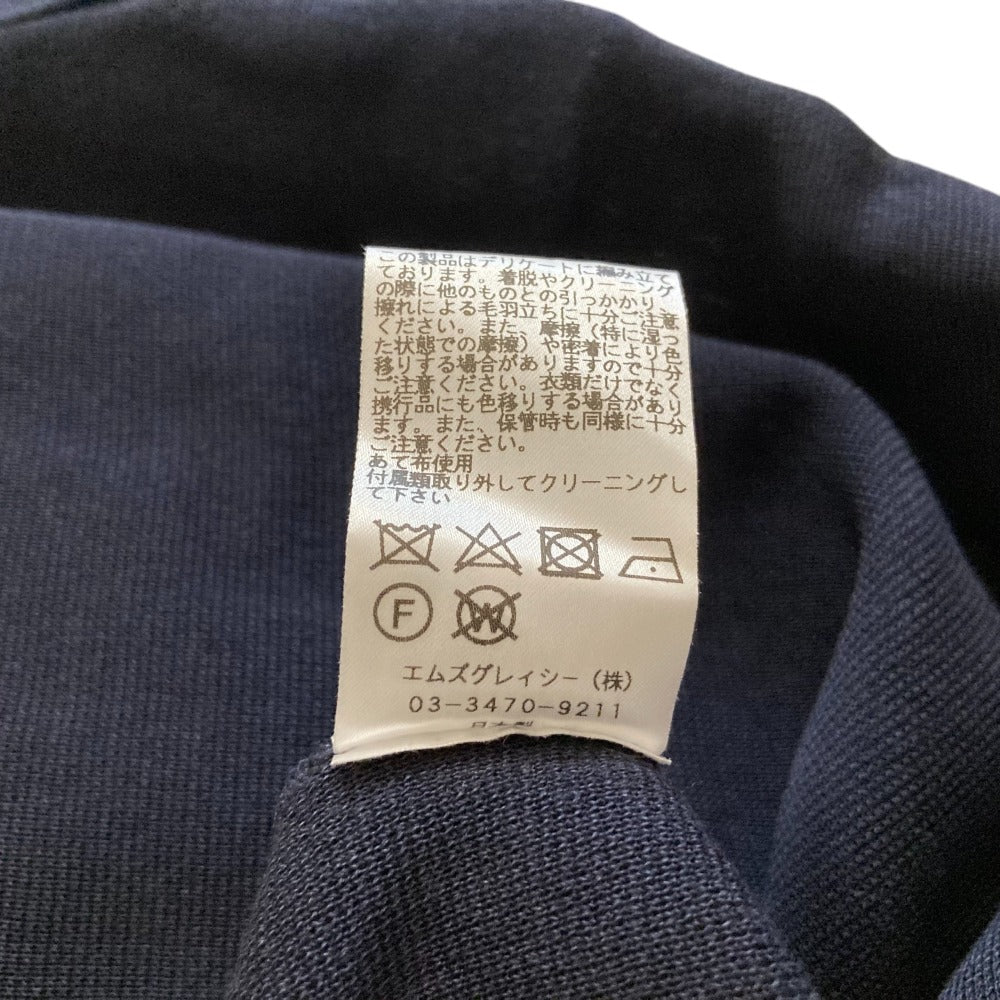 この製品はデリケートに編み立て
ております。着脱やクリーニング
の際に他のものとの引っかかり、
擦れによる毛羽立ちに十分ご注意
ください。また、摩擦(特に湿っ
た状態での摩擦)や密着により色
移りする場合がありますので十分
ご注意ください。衣類だけでなく
携行品にも色移りする場合があり
ます。また、保管時も同様に十分
ご注意ください。
あて布使用
付属類取り外してクリーニングし
て下さい
F W
エムズグレイシー(株)
03-3470-9211
日本製